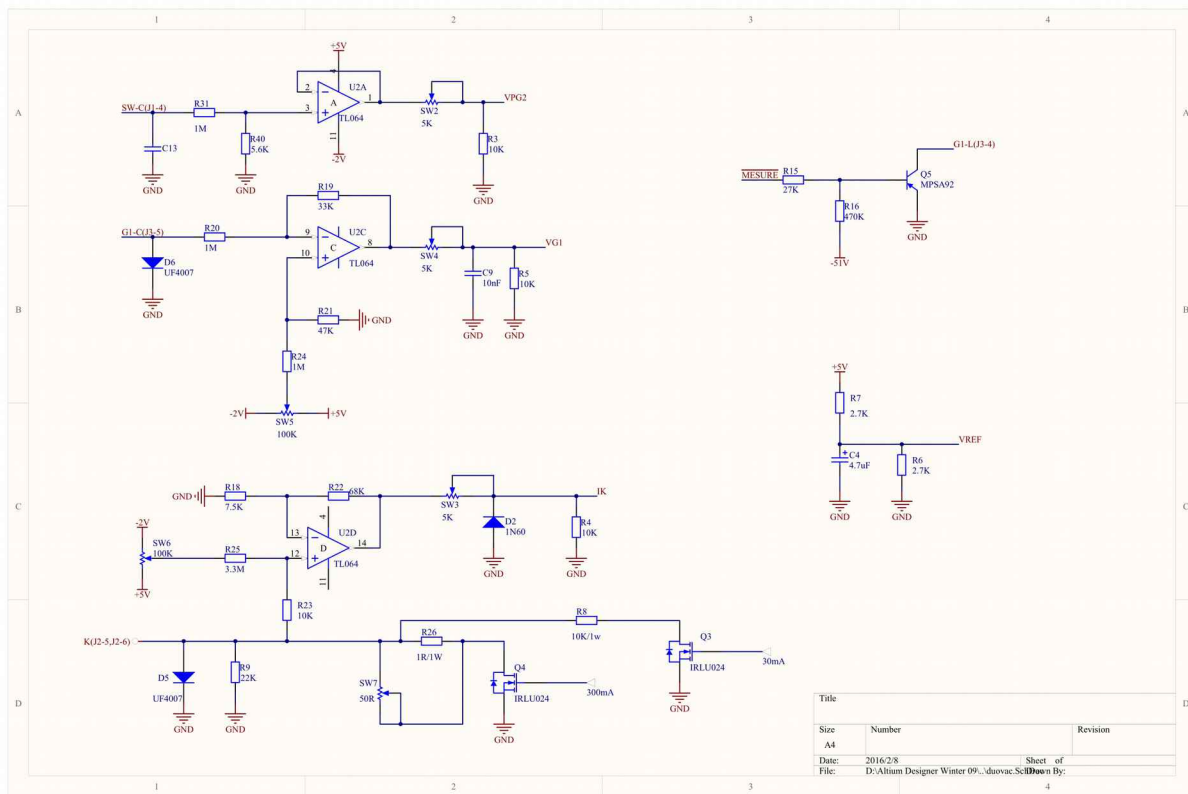 1 2 3 4
A
+5V
4
2
U2A
A
1
3
TL064
11
-2V
SW-C(J1-4)
R31
1M
C13
GND
R40
5.6K
GND
SW2
5K
VPG2
R3
10K
GND
G1-L(J3-4)
MESURE
R15
27K
Q5
MPSA92
R16
470K
-51V
GND
A
B
R19
33K
G1-C(J3-5)
R20
1M
9
U2C
C
8
10
TL064
D6
UF4007
GND
SW4
5K
VG1
C9
10nF
R5
10K
GND
GND
R21
47K
GND
R24
1M
-2V
+5V
SW5
100K
B
+5V
R7
2.7K
VREF
C4
4.7uF
R6
2.7K
GND
GND
C
GND
R18
7.5K
R22
68K
4
13
U2D
D
14
12
TL064
11
-2V
SW6
100K
+5V
R25
3.3M
R23
10K
SW3
5K
IK
D2
1N60
R4
10K
GND
GND
C
D
K(J2-5,J2-6)
D5
UF4007
R9
22K
GND
GND
R26
1R/1W
SW7
50R
Q4
IRLU024
300mA
GND
R8
10K/1w
Q3
IRLU024
30mA
GND
D
Title
Size Number Revision
A4
Date: 2016/2/8 Sheet of
File: D:\Altium Designer Winter 09\..\duovac.SchDoc
Drawn By:
1 2 3 4